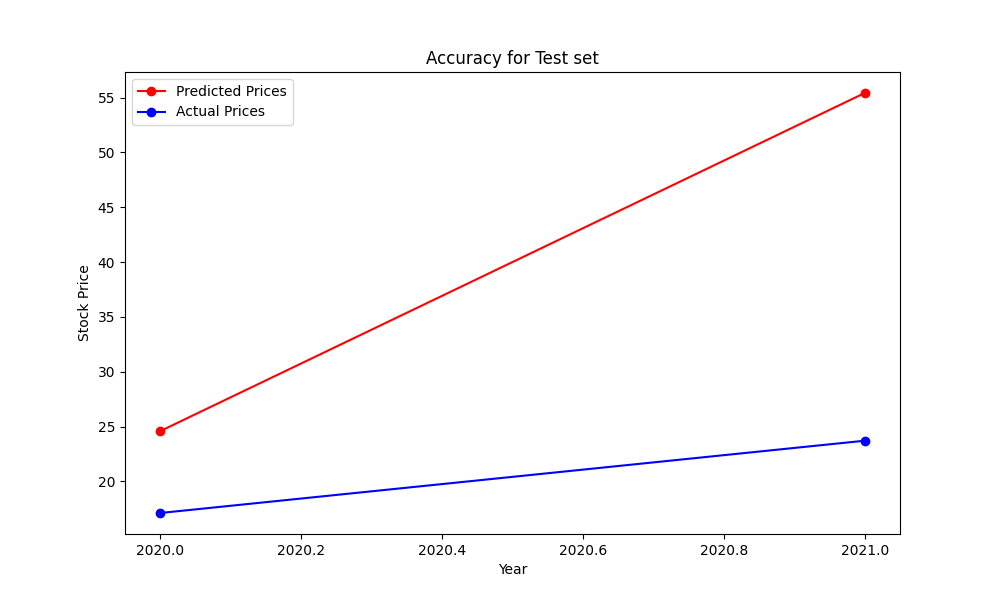 Accuracy for Test set
Predicted Prices
Actual Prices
55
50
45
40
35
30
25
20
Stock Price
2020.0 2020.2 2020.4 2020.6 2020.8 2021.0
Year